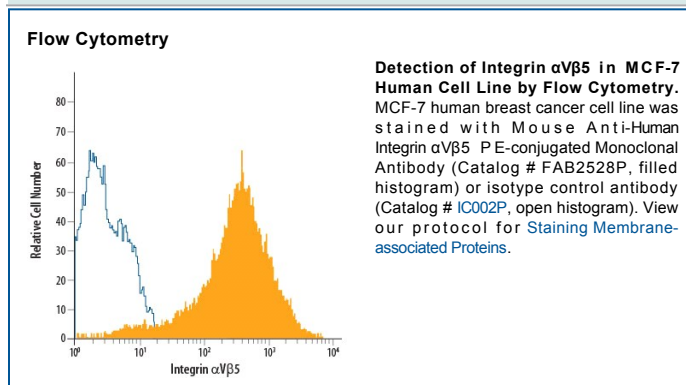 Flow Cytometry
Detection of Integrin αVβ5 in MCF-7
Human Cell Line by Flow Cytometry.
MCF-7 human breast cancer cell line was
stained with Mouse Anti-Human
Integrin αVβ5 PE-conjugated Monoclonal
Antibody (Catalog # FAB2528P, filled
histogram) or isotype control antibody
(Catalog # IC002P, open histogram). View
our protocol for Staining Membrane-
associated Proteins.
Relative Cell Number
80
70
60
50
40
30
20
10
0
10⁰ 10¹ 10² 10³ 10⁴
Integrin αVβ5